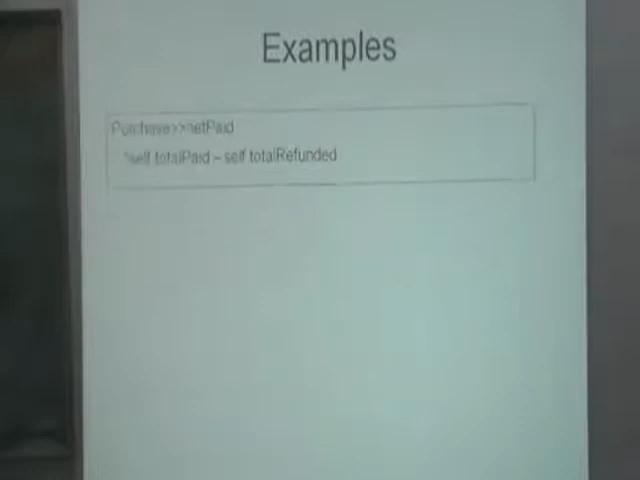 Examples
Purchase>>netPaid
^self totalPaid – self totalRefunded